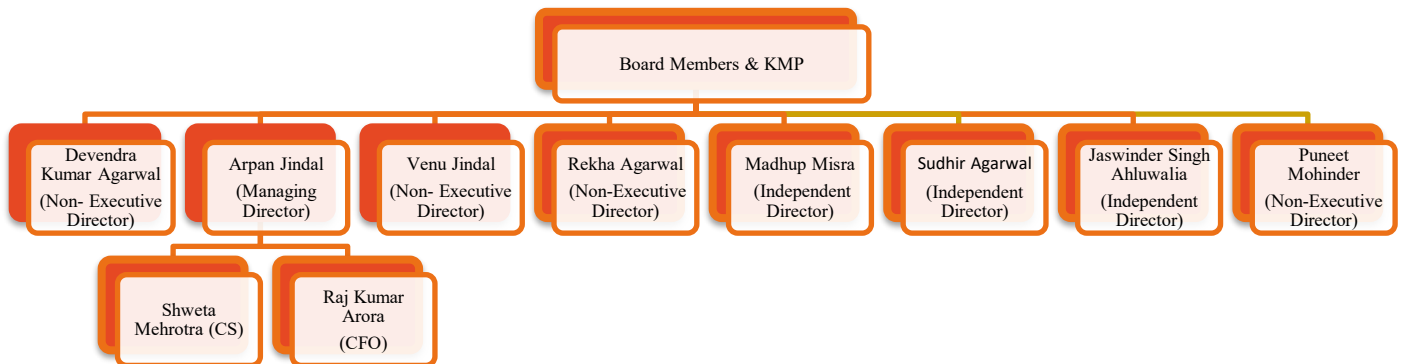 Board Members & KMP
Devendra
Kumar Agarwal
(Non- Executive
Director)
Arpan Jindal
(Managing
Director)
Venu Jindal
(Non- Executive
Director)
Rekha Agarwal
(Non-Executive
Director)
Madhup Misra
(Independent
Director)
Sudhir Agarwal
(Independent
Director)
Jaswinder Singh
Ahluwalia
(Independent
Director)
Puneet
Mohinder
(Non-Executive
Director)
Shweta
Mehrotra (CS)
Raj Kumar
Arora
(CFO)